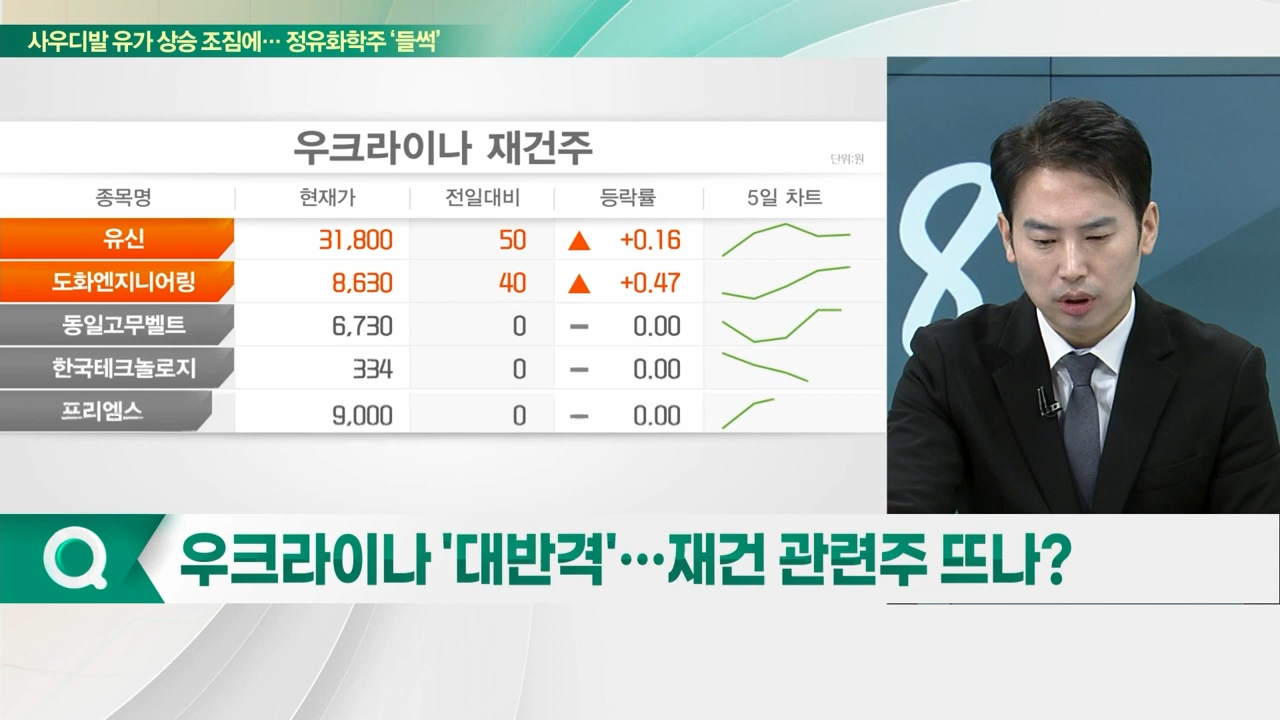 사우디발 유가 상승 조짐에… 정유화학주 '들썩'
우크라이나 재건주
단위:원
종목명 현재가 전일대비 등락률 5일 차트
유신 31,800 50 ▲ +0.16
도화엔지니어링 8,630 40 ▲ +0.47
동일고무벨트 6,730 0 – 0.00
한국테크놀로지 334 0 – 0.00
프리엠스 9,000 0 – 0.00
8
Q 우크라이나 '대반격'…재건 관련주 뜨나?